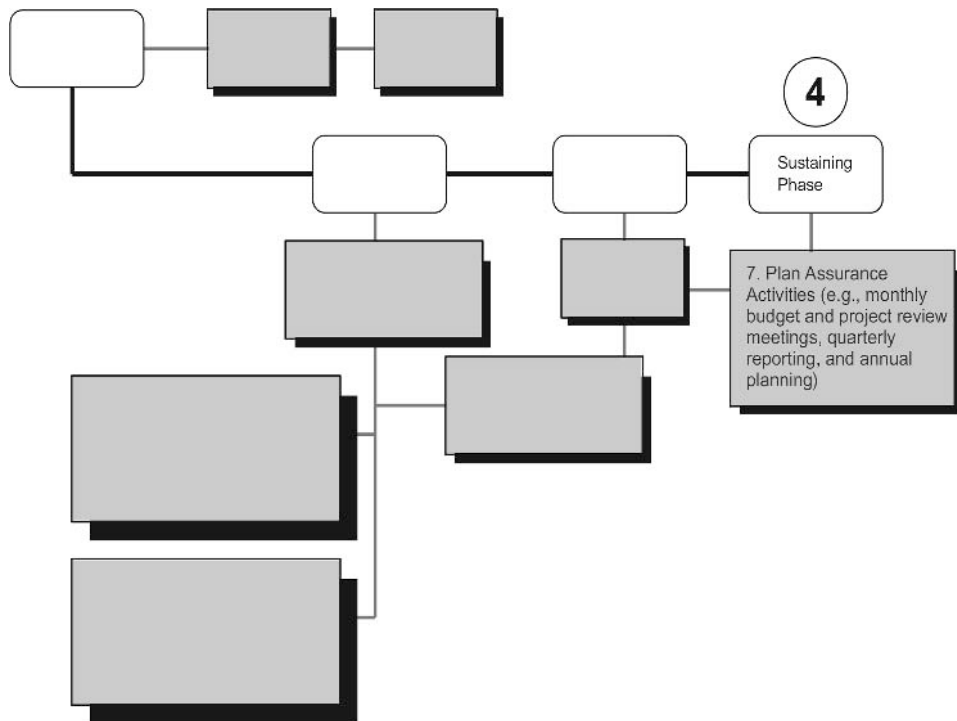 4
Sustaining
Phase
7. Plan Assurance
Activities (e.g., monthly
budget and project review
meetings, quarterly
reporting, and annual
planning)